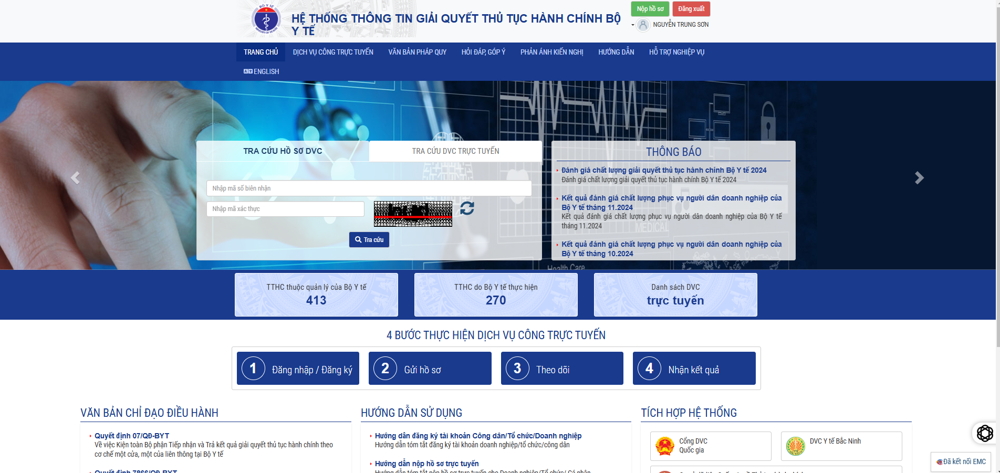 BỘ Y TẾ
MINISTRY OF HEALTH
HỆ THỐNG THÔNG TIN GIẢI QUYẾT THỦ TỤC HÀNH CHÍNH BỘ
Y TẾ
Nộp hồ sơ
Đăng xuất
NGUYỄN TRUNG SƠN
TRANG CHỦ
DỊCH VỤ CÔNG TRỰC TUYẾN
VĂN BẢN PHÁP QUY
HỎI ĐÁP, GÓP Ý
PHẢN ÁNH KIẾN NGHỊ
HƯỚNG DẪN
HỖ TRỢ NGHIỆP VỤ
ENGLISH
TRA CỨU HỒ SƠ DVC
TRA CỨU DVC TRỰC TUYẾN
Nhập mã số biên nhận
Nhập mã xác thực
Tra cứu
THÔNG BÁO
Đánh giá chất lượng giải quyết thủ tục hành chính Bộ Y tế 2024
Đánh giá chất lượng giải quyết thủ tục hành chính Bộ Y tế 2024
Kết quả đánh giá chất lượng phục vụ người dân doanh nghiệp của
Bộ Y tế tháng 11.2024
Kết quả đánh giá chất lượng phục vụ người dân doanh nghiệp của Bộ Y tế
tháng 11.2024
MEDICAL
Kết quả đánh giá chất lượng phục vụ người dân doanh nghiệp của
Bộ Y tế tháng 10.2024
Health Care
TTHC thuộc quản lý của Bộ Y tế
413
TTHC do Bộ Y tế thực hiện
270
Danh sách DVC
trực tuyến
4 BƯỚC THỰC HIỆN DỊCH VỤ CÔNG TRỰC TUYẾN
1 Đăng nhập / Đăng ký
2 Gửi hồ sơ
3 Theo dõi
4 Nhận kết quả
VĂN BẢN CHỈ ĐẠO ĐIỀU HÀNH
Quyết định 07/QĐ-BYT
Về việc Kiện toàn Bộ phận Tiếp nhận và Trả kết quả giải quyết thủ tục hành chính theo
cơ chế một cửa, một của liên thông tại Bộ Y tế
Quyết định 7866/QĐ-BYT
HƯỚNG DẪN SỬ DỤNG
Hướng dẫn đăng ký tài khoản Công dân/Tổ chức/Doanh nghiệp
Hướng dẫn tóm tắt đăng ký tài khoản doanh nghiệp/tổ chức/công dân
Hướng dẫn nộp hồ sơ trực tuyến
Hướng dẫn tóm tắt nộp hồ sơ trực tuyến cho Doanh nghiệp/Tổ chức/ Cá nhân
TÍCH HỢP HỆ THỐNG
Cổng DVC
Quốc gia
DVC Y tế Bắc Ninh
Đã kết nối EMC